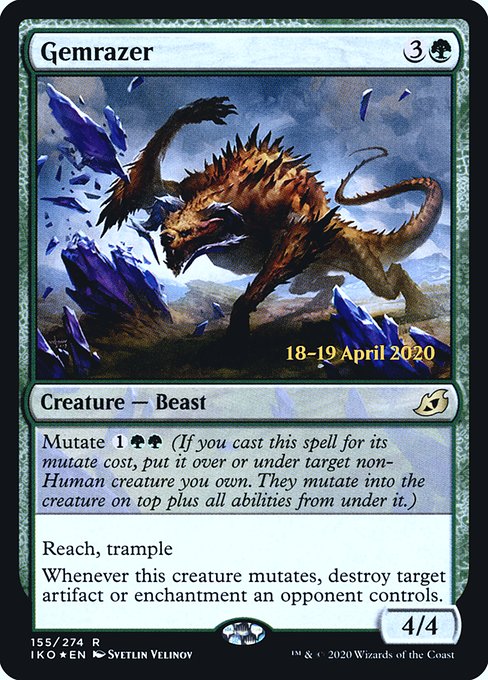 Gemrazer 3
18-19 April 2020
Creature — Beast
Mutate 1 (If you cast this spell for its
mutate cost, put it over or under target non-
Human creature you own. They mutate into the
creature on top plus all abilities from under it.)
Reach, trample
Whenever this creature mutates, destroy target
artifact or enchantment an opponent controls.
4/4
155/274 R
IKO★EN Svetlin Velinov
™ & © 2020 Wizards of the Coast